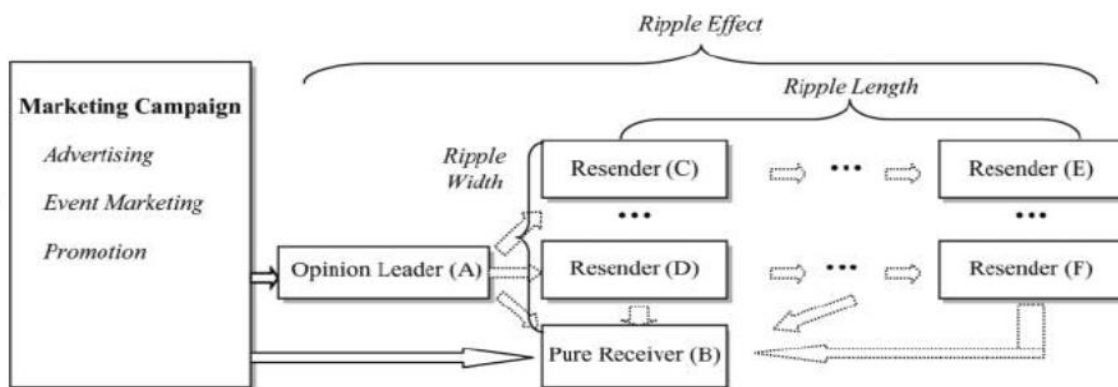 Ripple Effect
Ripple Length
Marketing Campaign
Advertising
Event Marketing
Promotion
Ripple
Width
Resender (C)
•••
Resender (E)
•••
•••
Opinion Leader (A)
Resender (D)
•••
Resender (F)
Pure Receiver (B)